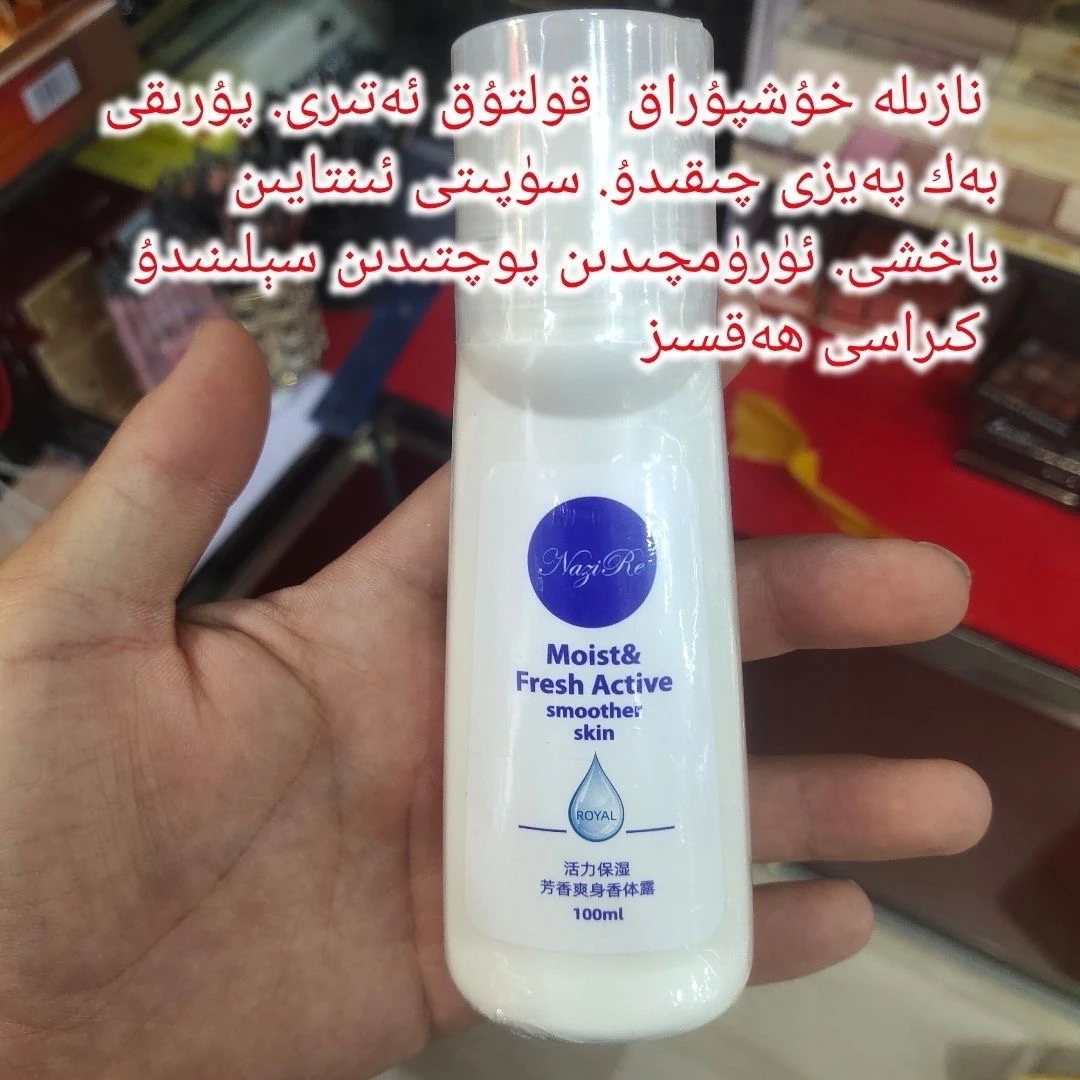 نازىلە خۇشپۇراق قولتۇق ئەتىرى. پۇرىقى
بەك پەيزى چىقىدۇ. سۈپىتى ئىنتايىن
ياخشى. ئۈرۈمچىدىن پوچتىدىن سېلىنىدۇ
كىراسى ھەقسىز
NaziRe
Moist&
Fresh Active
smoother
skin
ROYAL
活力保湿
芳香爽身香体露
100ml